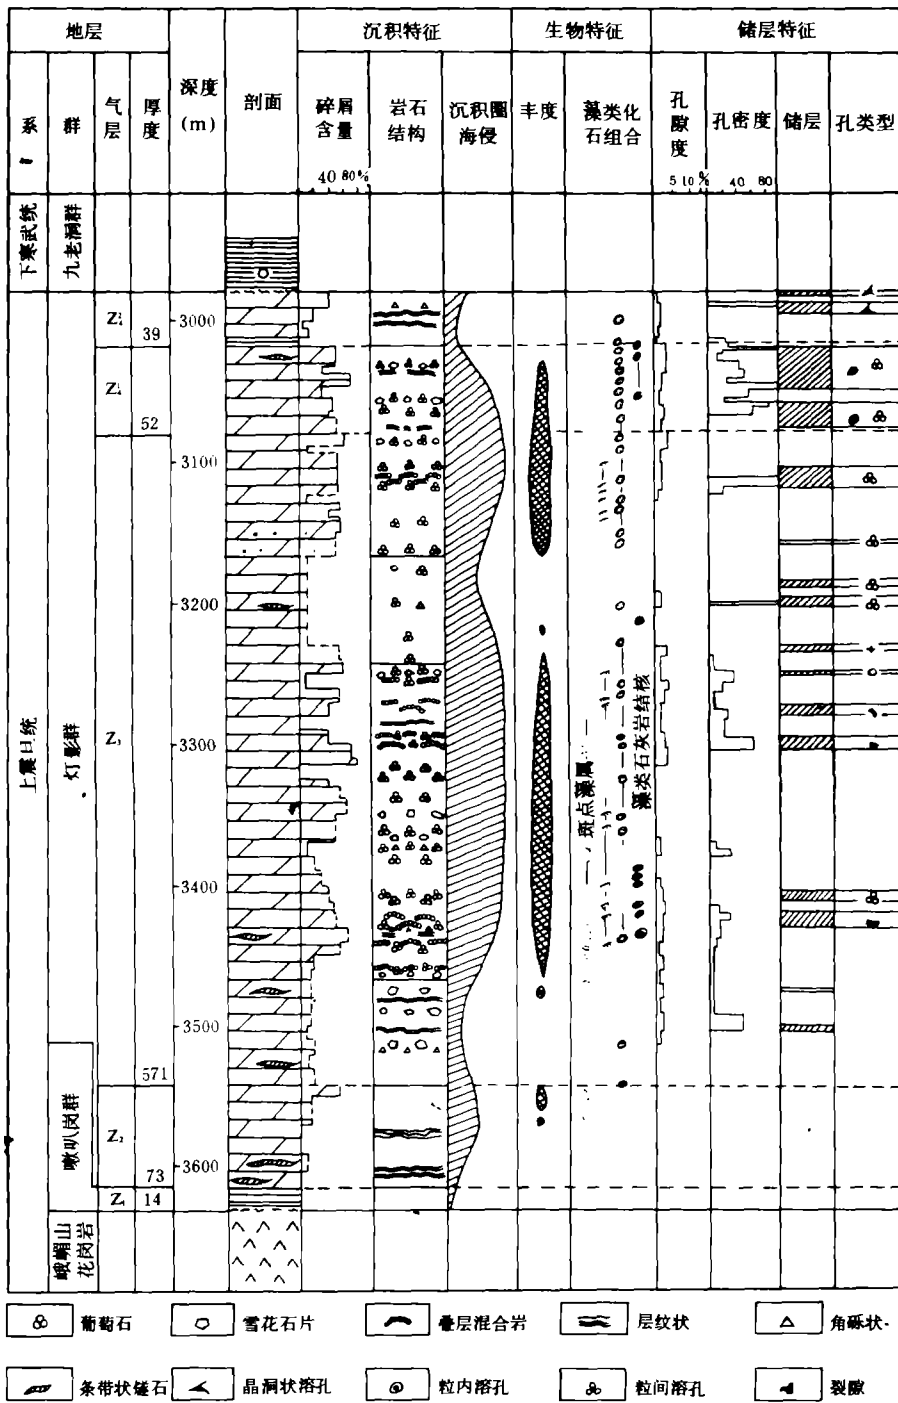 地层
沉积特征
生物特征
储层特征
系
群
气层
厚度
深度
(m)
剖面
碎屑
含量
岩石
结构
沉积圈
海侵
丰度
藻类化
石组合
孔隙度
孔密度
储层
孔类型
40 80%
5 10 %
40 80
下寒武统
九老洞群
上震旦统
灯影群
39
3000
52
3100
3200
Z₃
3300
斑点藻属
藻类石灰岩结核
3400
3500
571
喇叭岗群
Z₂
3600
73
Z₁
14
峨嵋山
花岗岩
葡萄石
雪花石片
叠层混合岩
层纹状
角砾状
条带状燧石
晶洞状溶孔
粒内溶孔
粒间溶孔
裂隙